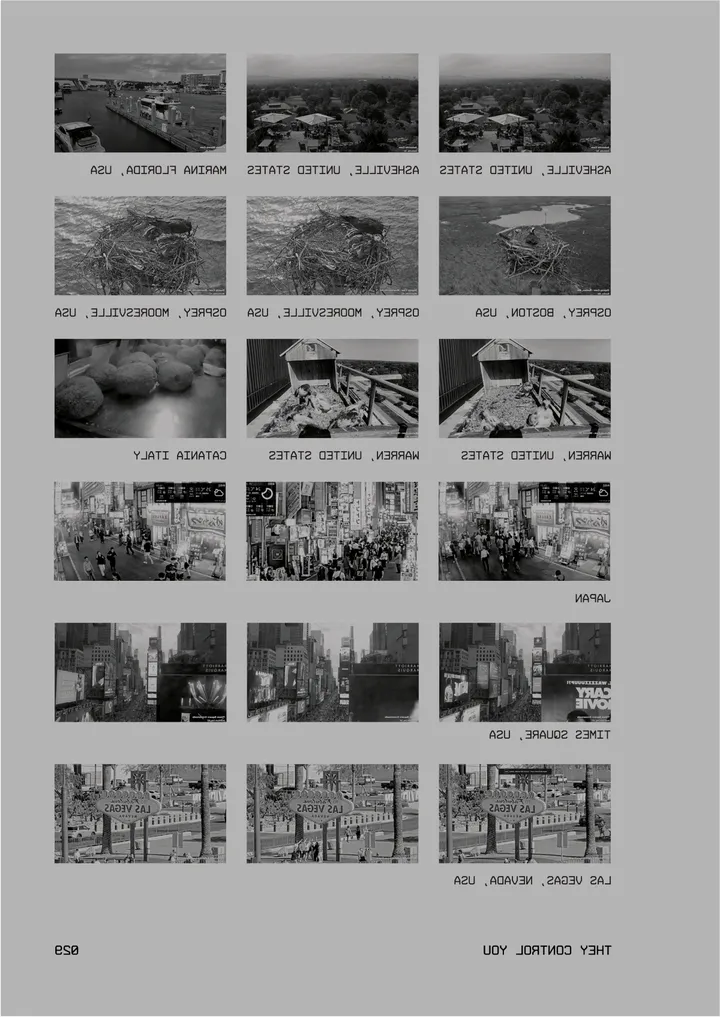 ASHEVILLE, UNITED STATES
ASHEVILLE, UNITED STATES
MARINA FLORIDA, USA
OSPREY, BOSTON, USA
OSPREY, MOORESVILLE, USA
OSPREY, MOORESVILLE, USA
WARREN, UNITED STATES
WARREN, UNITED STATES
CATANIA ITALY
JAPAN
CARY
OVIE
TIMES SQUARE, USA
LAS VEGAS
LAS VEGAS
LAS VEGAS
LAS VEGAS, NEVADA, USA
THEY CONTROL YOU
029